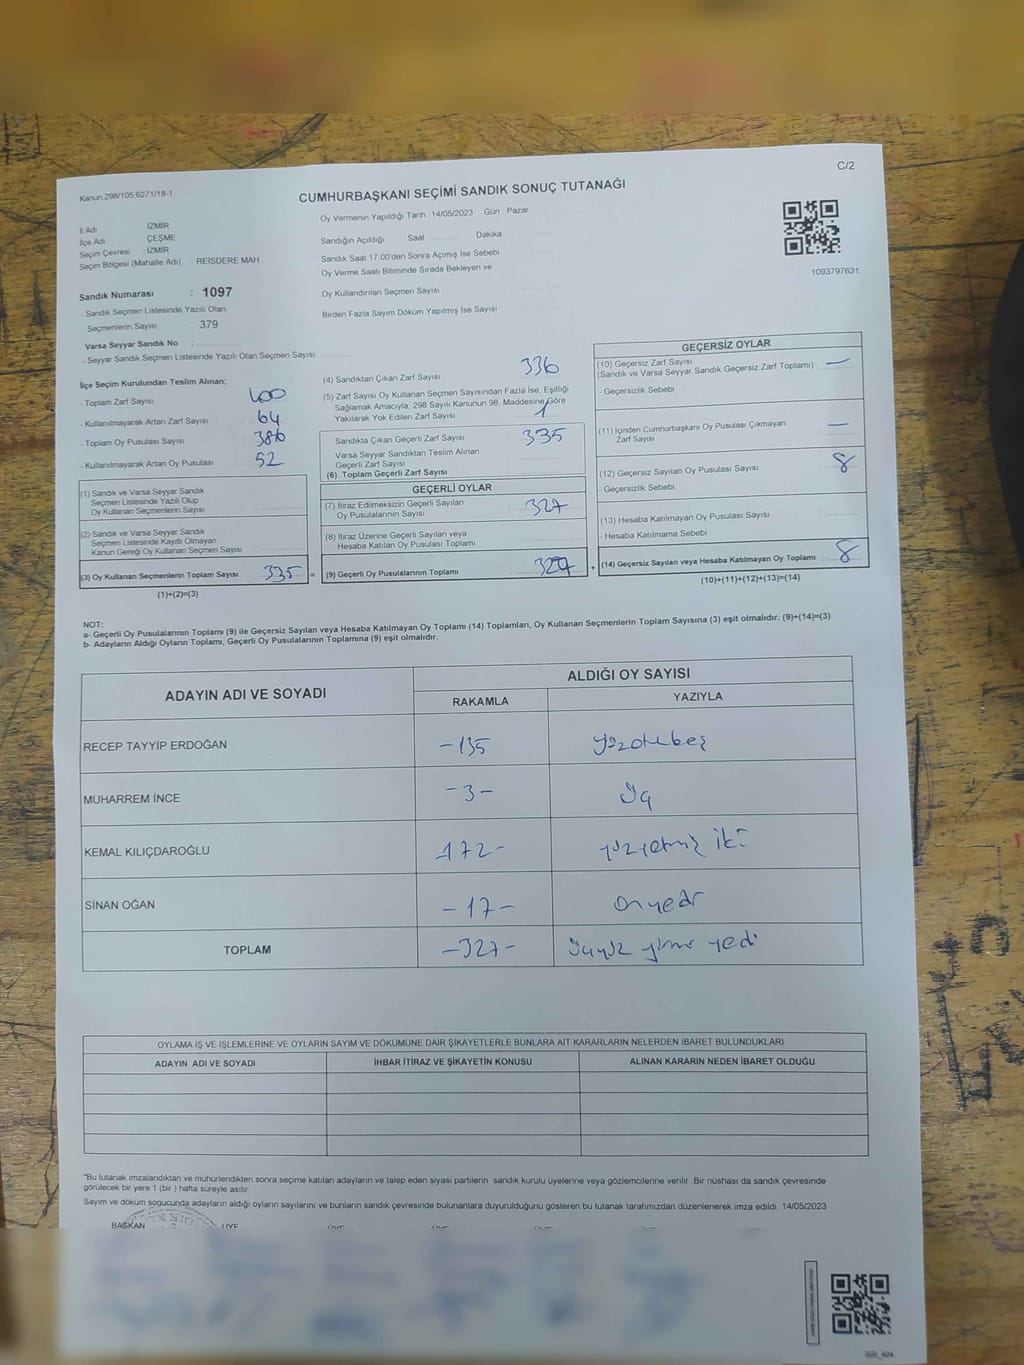 C/2
Kanun:298/105,6271/18-1
CUMHURBAŞKANI SEÇİMİ SANDIK SONUÇ TUTANAĞI
Oy Vermenin Yapıldığı Tarih :14/05/2023 Gün : Pazar
İl Adı : İZMİR
İlçe Adı : ÇEŞME
Seçim Çevresi : İZMİR
Seçim Bölgesi (Mahalle Adı) : REISDERE MAH
Sandığın Açıldığı Saat Dakika
Sandık Saat 17:00'den Sonra Açımış İse Sebebi
Oy Verme Saati Bitiminde Sırada Bekleyen ve
Oy Kullandırılan Seçmen Sayısı
Birden Fazla Sayım Döküm Yapılmış İse Sayısı
1093797631
Sandık Numarası : 1097
- Sandık Seçmen Listesinde Yazılı Olan
Seçmenlerin Sayısı : 379
Varsa Seyyar Sandık No :
- Seyyar Sandık Seçmen Listesinde Yazılı Olan Seçmen Sayısı:
İlçe Seçim Kurulundan Teslim Alınan;
- Toplam Zarf Sayısı 400
- Kullanılmayarak Artan Zarf Sayısı 64
- Toplam Oy Pusulası Sayısı 380
- Kullanılmayarak Artan Oy Pusulası 52
(1) Sandık ve Varsa Seyyar Sandık
Seçmen Listesinde Yazılı Olup
Oy Kullanan Seçmenlerin Sayısı
(2) Sandık ve Varsa Seyyar Sandık
Seçmen Listesinde Kayıtlı Olmayan
Kanun Gereği Oy Kullanan Seçmen Sayısı
(3) Oy Kullanan Seçmenlerin Toplam Sayısı 335 =
(1)+(2)=(3)
(4) Sandıktan Çıkan Zarf Sayısı 336
(5) Zarf Sayısı Oy Kullanan Seçmen Sayısından Fazla İse, Eşitliği
Sağlamak Amacıyla; 298 Sayılı Kanunun 98. Maddesine Göre
Yakılarak Yok Edilen Zarf Sayısı 1
Sandıkta Çıkan Geçerli Zarf Sayısı 335
Varsa Seyyar Sandıktan Teslim Alınan
Geçerli Zarf Sayısı
(6) Toplam Geçerli Zarf Sayısı
GEÇERLİ OYLAR
(7) İtiraz Edilmeksizin Geçerli Sayılan
Oy Pusulalarının Sayısı 327
(8) İtiraz Üzerine Geçerli Sayılan veya
Hesaba Katılan Oy Pusulası Toplamı
(9) Geçerli Oy Pusulalarının Toplamı 327 +
GEÇERSİZ OYLAR
(10) Geçersiz Zarf Sayısı
(Sandık ve Varsa Seyyar Sandık Geçersiz Zarf Toplamı) —
- Geçersizlik Sebebi
(11) İçinden Cumhurbaşkanı Oy Pusulası Çıkmayan
Zarf Sayısı —
(12) Geçersiz Sayılan Oy Pusulası Sayısı 8
- Geçersizlik Sebebi
(13) Hesaba Katılmayan Oy Pusulası Sayısı
- Hesaba Katılmama Sebebi
(14) Geçersiz Sayılan veya Hesaba Katılmayan Oy Toplamı 8
(10)+(11)+(12)+(13)=(14)
NOT:
a- Geçerli Oy Pusulalarının Toplamı (9) ile Geçersiz Sayılan veya Hesaba Katılmayan Oy Toplamı (14) Toplamları, Oy Kullanan Seçmenlerin Toplam Sayısına (3) eşit olmalıdır. (9)+(14)=(3)
b- Adayların Aldığı Oyların Toplamı, Geçerli Oy Pusulalarının Toplamına (9) eşit olmalıdır.
ADAYIN ADI VE SOYADI ALDIĞI OY SAYISI
RAKAMLA YAZIYLA
RECEP TAYYİP ERDOĞAN -135 yüzotuzbeş
MUHARREM İNCE -3- Üç
KEMAL KILIÇDAROĞLU 172- yüzyetmiş iki
SİNAN OĞAN -17- Onyedi
TOPLAM -327- Üçyüz yirmi yedi
OYLAMA İŞ VE İŞLEMLERİNE VE OYLARIN SAYIM VE DÖKÜMÜNE DAİR ŞİKAYETLERLE BUNLARA AİT KARARLARIN NELERDEN İBARET BULUNDUKLARI
ADAYIN ADI VE SOYADI İHBAR İTİRAZ VE ŞİKAYETİN KONUSU ALINAN KARARIN NEDEN İBARET OLDUĞU
*Bu tutanak imzalandıktan ve mühürlendikten sonra seçime katılan adayların ve talep eden siyasi partilerin sandık kurulu üyelerine veya gözlemcilerine verilir. Bir nüshası da sandık çevresinde
görülecek bir yere 1 (bir ) hafta süreyle asılır.
Sayım ve döküm sogucunda adayların aldığı oyların sayılarını ve bunların sandık çevresinde bulunanlara duyurulduğunu gösteren bu tutanak tarafımızdan düzenlenerek imza edildi. 14/05/2023
BAŞKAN ÜYE